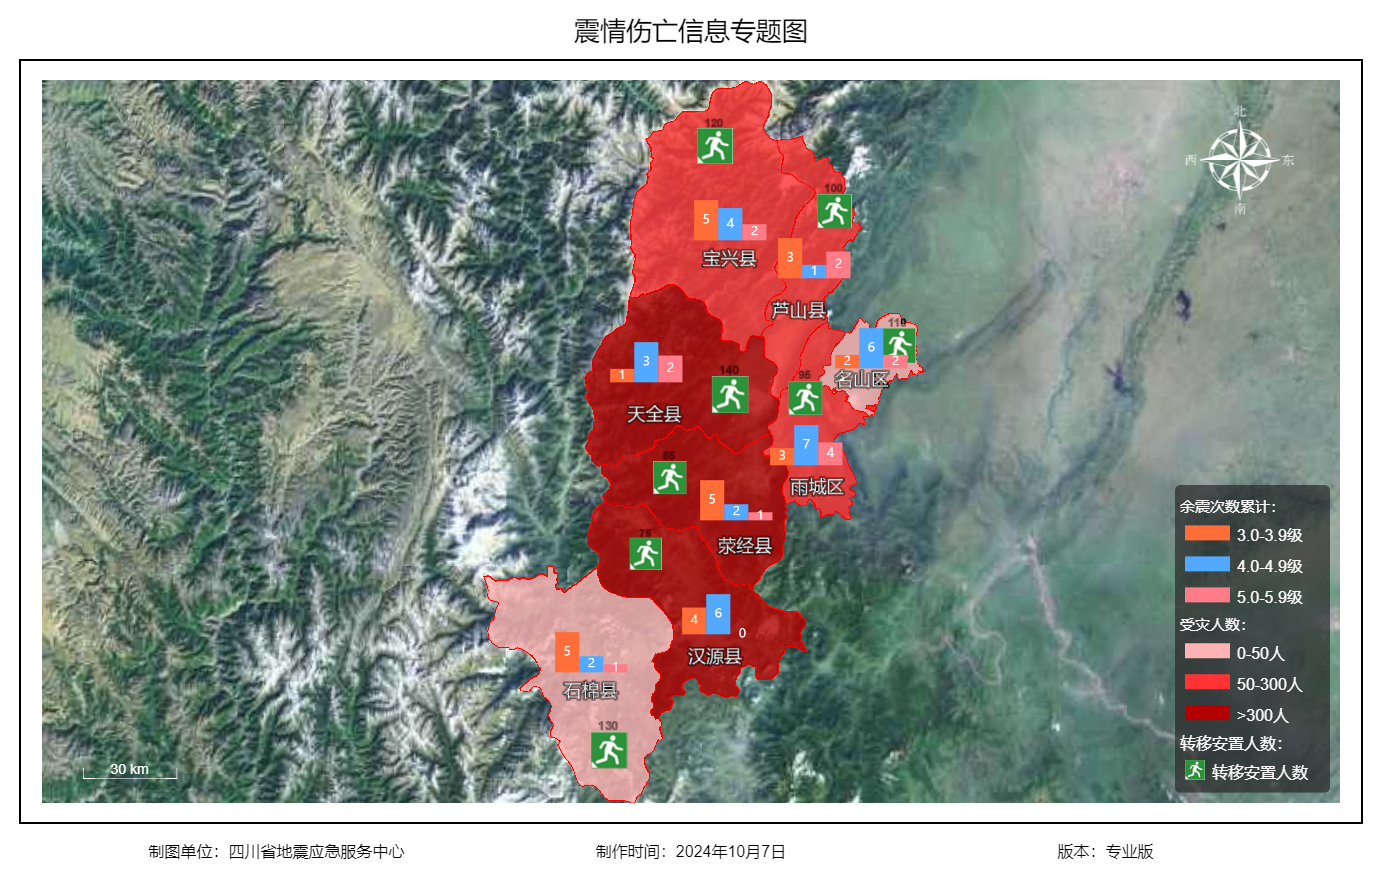 震情伤亡信息专题图
北
西
东
南
120
5
4
2
宝兴县
100
3
1
2
芦山县
110
2
6
2
名山区
1
3
2
140
天全县
95
3
7
4
雨城区
5
2
1
荥经县
4
6
0
汉源县
5
2
1
石棉县
130
余震次数累计:
3.0-3.9级
4.0-4.9级
5.0-5.9级
受灾人数:
0-50人
50-300人
>300人
转移安置人数:
转移安置人数
30 km
制图单位：四川省地震应急服务中心
制作时间：2024年10月7日
版本：专业版